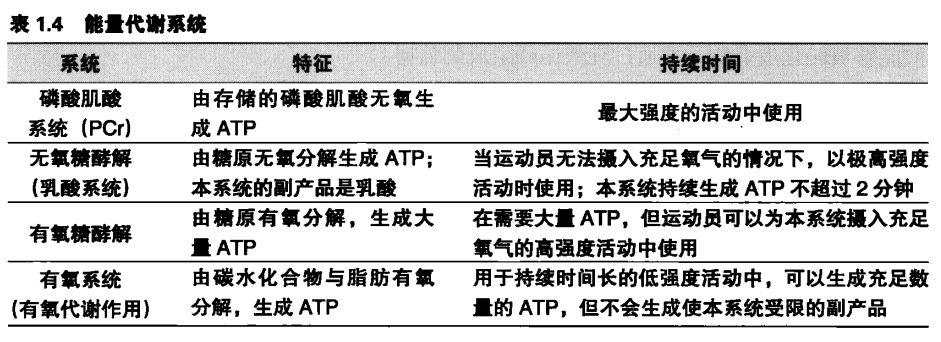 表 1.4 能量代谢系统
系统 特征 持续时间
磷酸肌酸 由存储的磷酸肌酸无氧生
系统（PCr） 成 ATP 最大强度的活动中使用
无氧糖酵解 由糖原无氧分解生成 ATP； 当运动员无法摄入充足氧气的情况下，以极高强度
（乳酸系统） 本系统的副产品是乳酸 活动时使用；本系统持续生成 ATP 不超过 2 分钟
有氧糖酵解 由糖原有氧分解，生成大 在需要大量 ATP，但运动员可以为本系统摄入充足
量 ATP 氧气的高强度活动中使用
有氧系统 由碳水化合物与脂肪有氧 用于持续时间长的低强度活动中，可以生成充足数
（有氧代谢作用） 分解，生成 ATP 量的 ATP，但不会生成使本系统受限的副产品